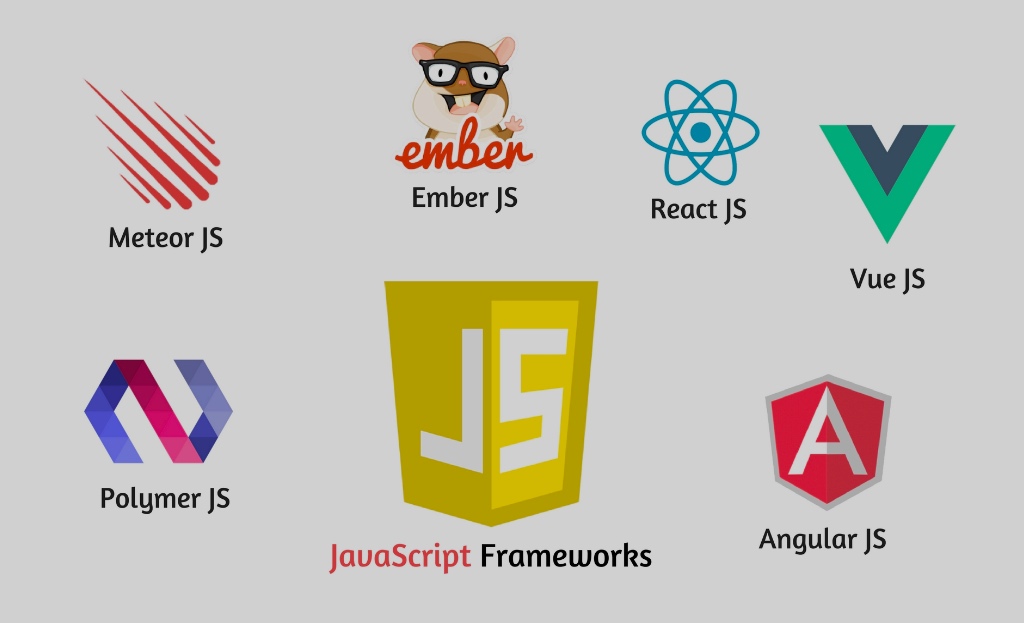 ember
Ember JS
React JS
Meteor JS
Vue JS
JS
A
Polymer JS
Angular JS
JavaScript Frameworks